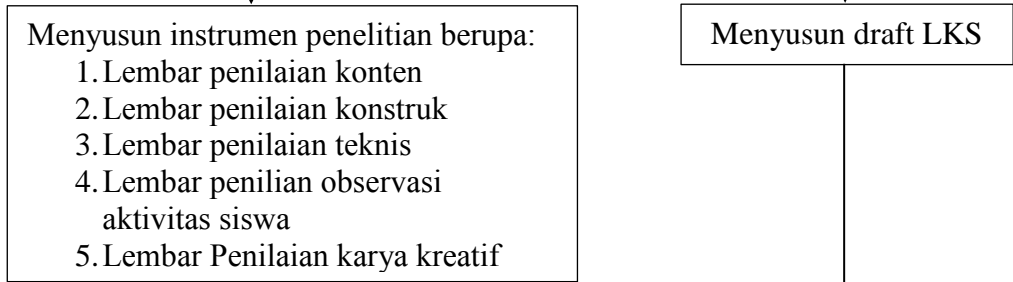 Menyusun instrumen penelitian berupa:
1. Lembar penilaian konten
2. Lembar penilaian konstruk
3. Lembar penilaian teknis
4. Lembar penilian observasi
aktivitas siswa
5. Lembar Penilaian karya kreatif
Menyusun draft LKS